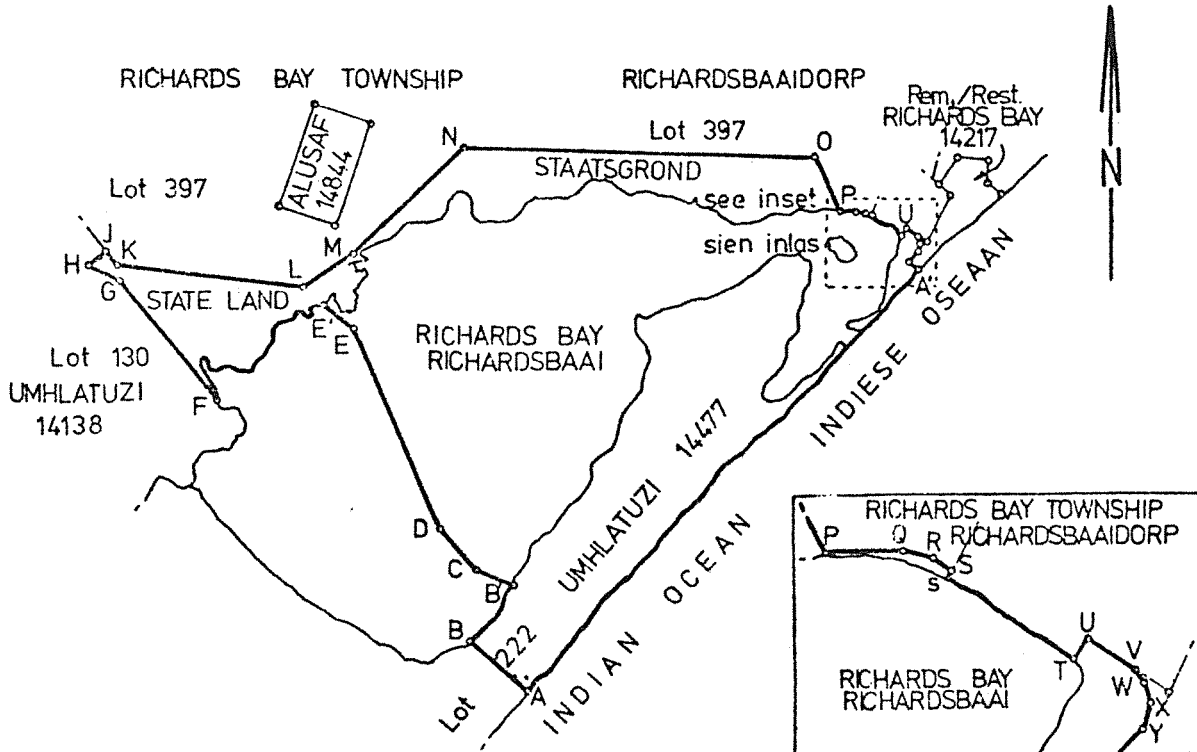 RICHARDS BAY TOWNSHIP
RICHARDSBAAIDORP
Rem./Rest.
RICHARDS BAY
14217
N
Lot 397
ALUSAF
14844
N
Lot 397
O
STAATSGROND
see inset
P
U
sien inlas
A'
J
H
K
G
L
M
STATE LAND
E'
E
RICHARDS BAY
RICHARDSBAAI
Lot 130
UMHLATUZI
14138
F
D
C
B'
B
Lot 222
A
UMHLATUZI 14477
INDIAN OCEAN
INDIESE OSEAAN
RICHARDS BAY TOWNSHIP
RICHARDSBAAIDORP
P
Q
R
S
s
U
T
V
W
X
Y
RICHARDS BAY
RICHARDSBAAI